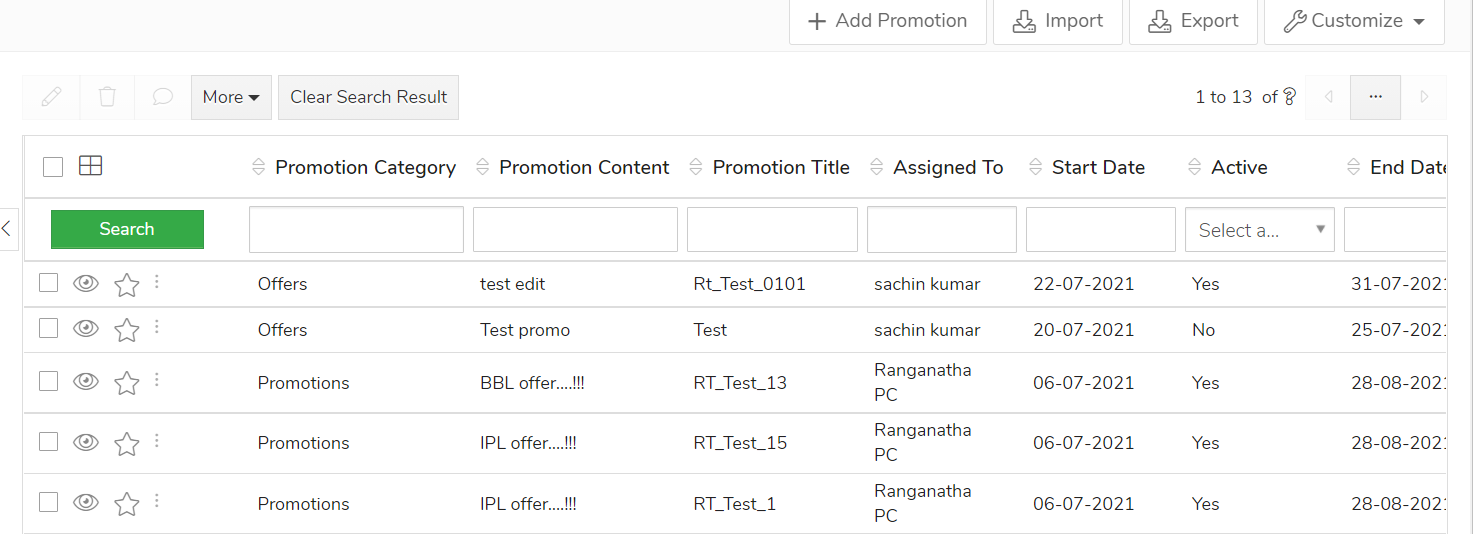 Add Promotion Import Export Customize
More Clear Search Result 1 to 13 of ?
Promotion Category Promotion Content Promotion Title Assigned To Start Date Active End Date
Search Select a...
Offers test edit Rt_Test_0101 sachin kumar 22-07-2021 Yes 31-07-2021
Offers Test promo Test sachin kumar 20-07-2021 No 25-07-2021
Promotions BBL offer....!!! RT_Test_13 Ranganatha PC 06-07-2021 Yes 28-08-2021
Promotions IPL offer....!!! RT_Test_15 Ranganatha PC 06-07-2021 Yes 28-08-2021
Promotions IPL offer....!!! RT_Test_1 Ranganatha PC 06-07-2021 Yes 28-08-2021